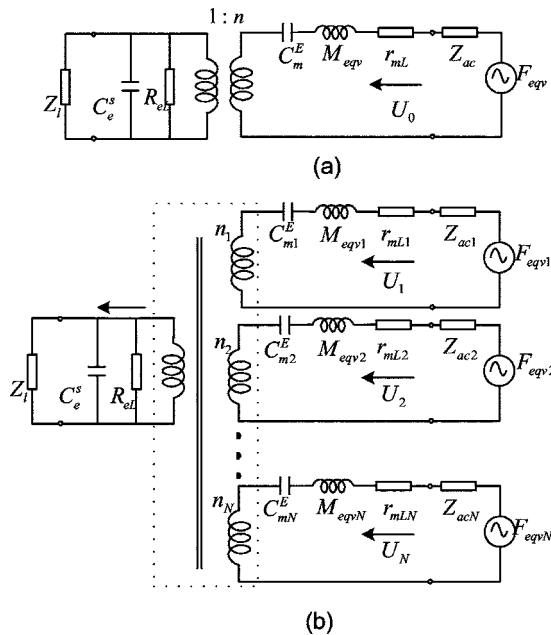 1 : n
C_m^E M_eqv r_mL Z_ac
Z_l C_e^s R_eL U_0 F_eqv
(a)
n_1 C_m1^E M_eqv1 r_mL1 Z_ac1
U_1 F_eqv1
n_2 C_m2^E M_eqv2 r_mL2 Z_ac2
Z_l C_e^s R_eL U_2 F_eqv2
n_N C_mN^E M_eqvN r_mLN Z_acN
U_N F_eqvN
(b)